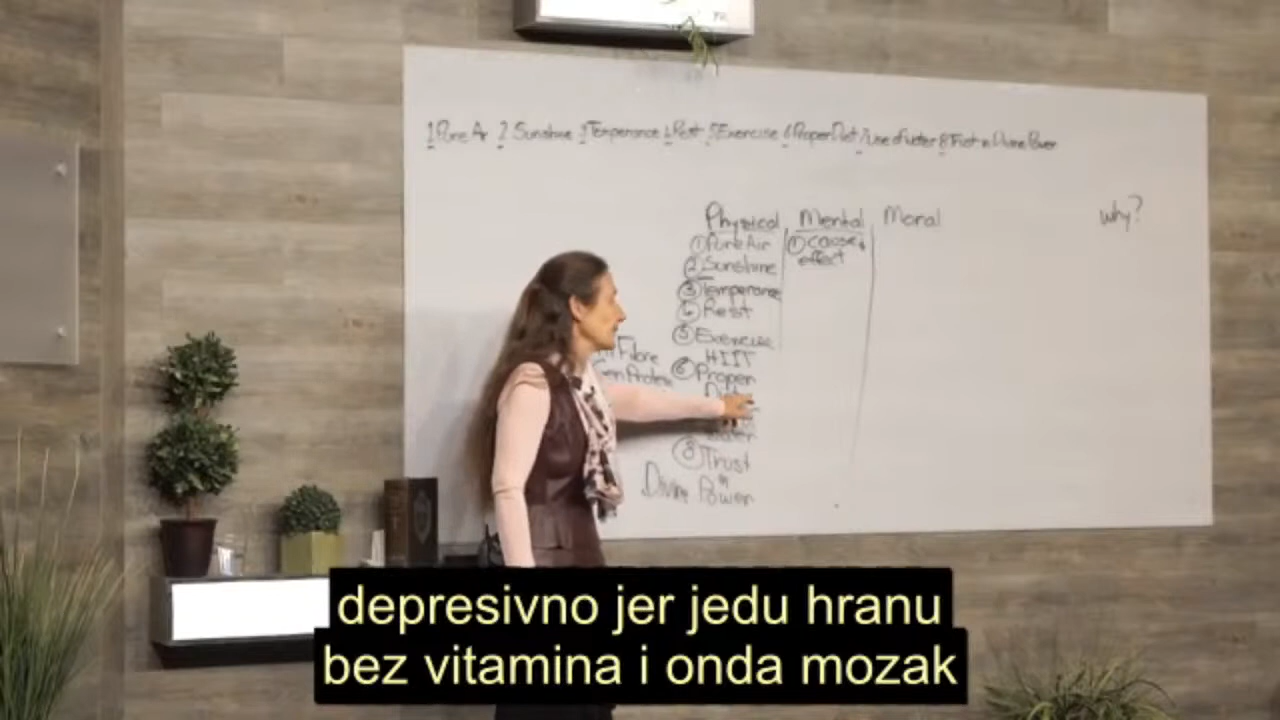 1 Pure Air 2 Sunshine 3 Temperance 4 Rest 5 Exercise 6 Proper Diet 7 Use of Water 8 Trust in Divine Power
Physical Mental Moral why?
① Pure Air ① Cause &
② Sunshine effect
③ Temperance
④ Rest
⑤ Exercise
Fibre HIIT
⑥ Proper
⑧ Trust
in
Divine Power
depresivno jer jedu hranu
bez vitamina i onda mozak